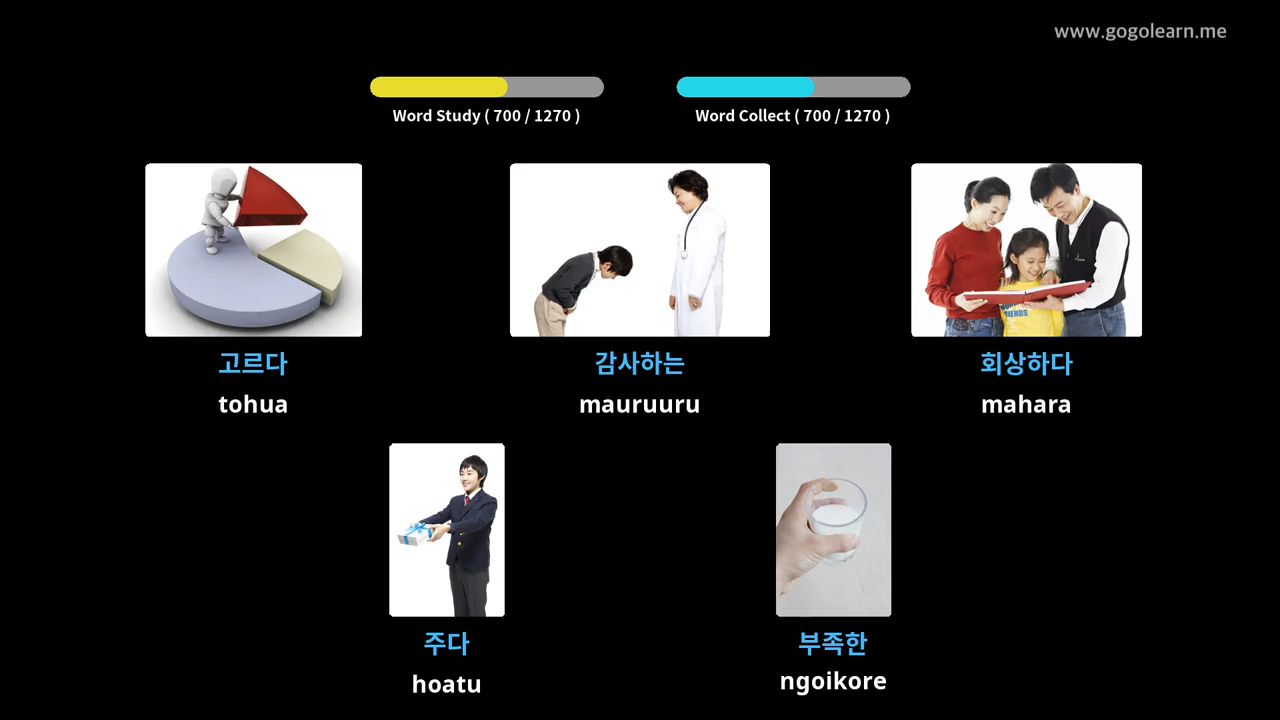 www.gogolearn.me
Word Study ( 700 / 1270 )
Word Collect ( 700 / 1270 )
고르다
tohua
감사하는
mauruuru
회상하다
mahara
주다
hoatu
부족한
ngoikore